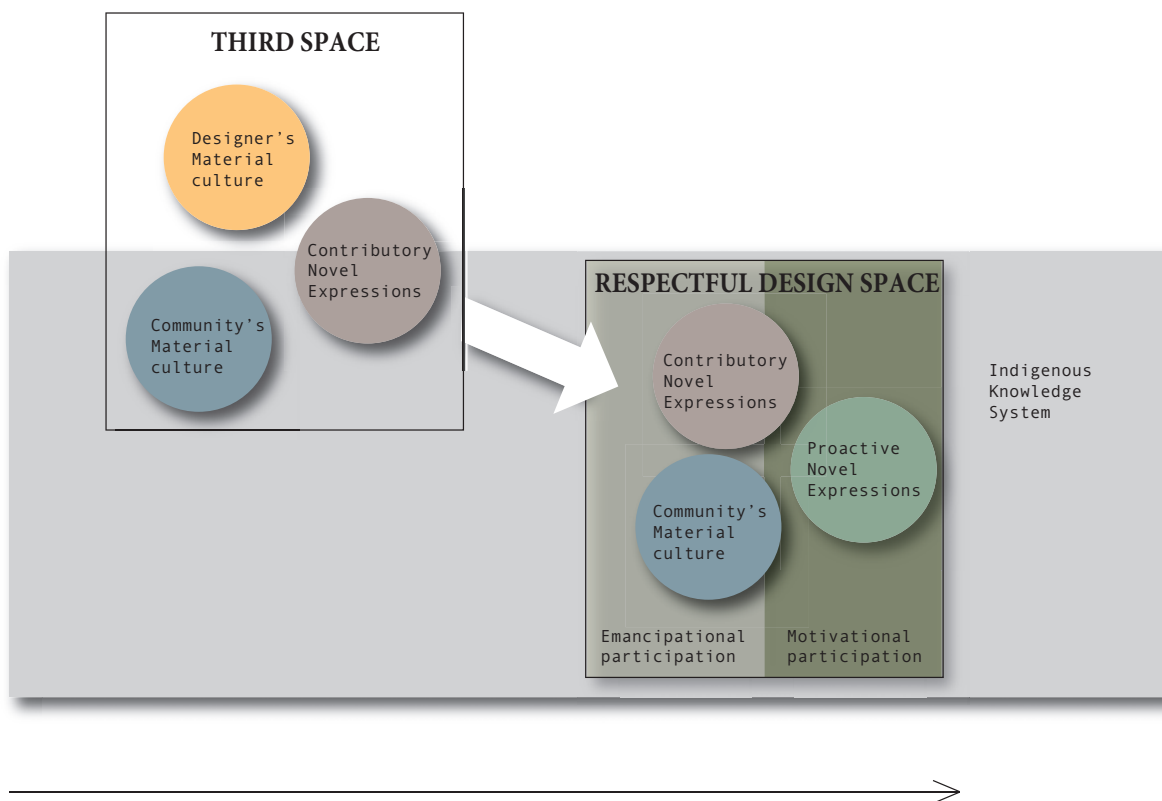 THIRD SPACE
Designer's
Material
culture
Contributory
Novel
Expressions
Community's
Material
culture
RESPECTFUL DESIGN SPACE
Contributory
Novel
Expressions
Proactive
Novel
Expressions
Community's
Material
culture
Emancipational
participation
Motivational
participation
Indigenous
Knowledge
System